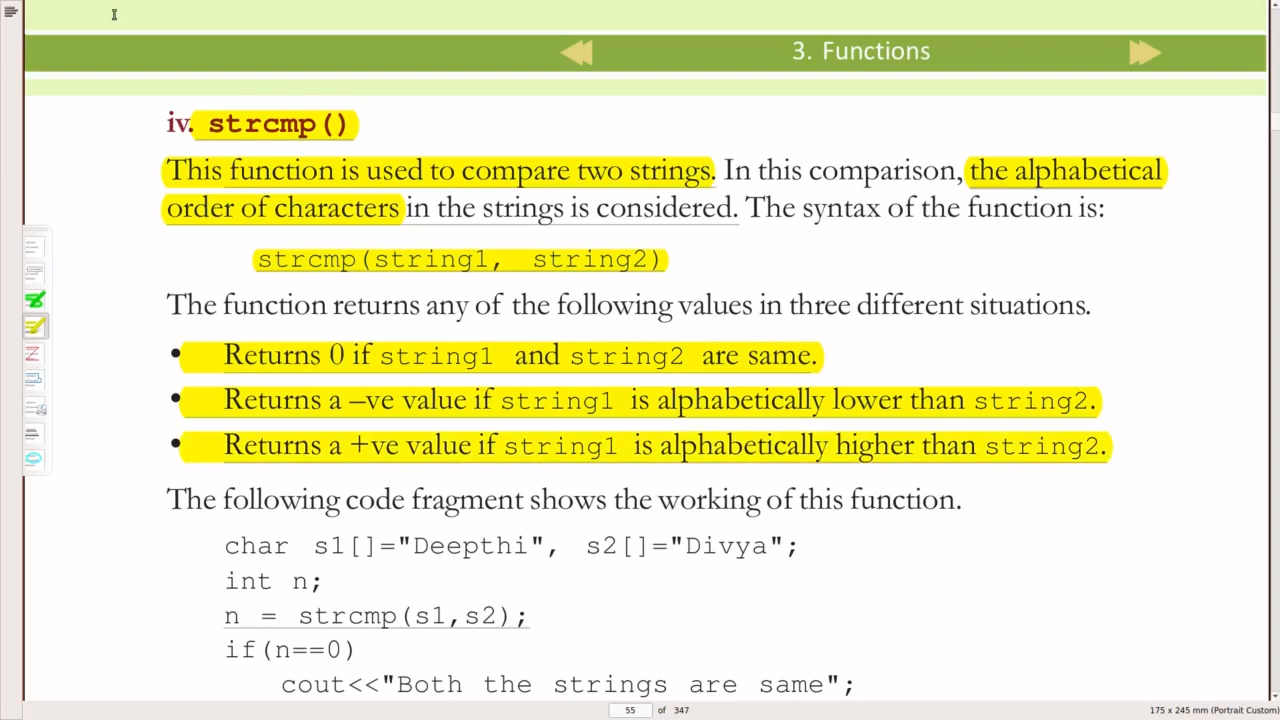 3. Functions
iv. strcmp()
This function is used to compare two strings. In this comparison, the alphabetical
order of characters in the strings is considered. The syntax of the function is:
strcmp(string1, string2)
The function returns any of the following values in three different situations.
• Returns 0 if string1 and string2 are same.
• Returns a –ve value if string1 is alphabetically lower than string2.
• Returns a +ve value if string1 is alphabetically higher than string2.
The following code fragment shows the working of this function.
char s1[]="Deepthi", s2[]="Divya";
int n;
n = strcmp(s1,s2);
if(n==0)
cout<<"Both the strings are same";
55 of 347
175 x 245 mm (Portrait Custom)